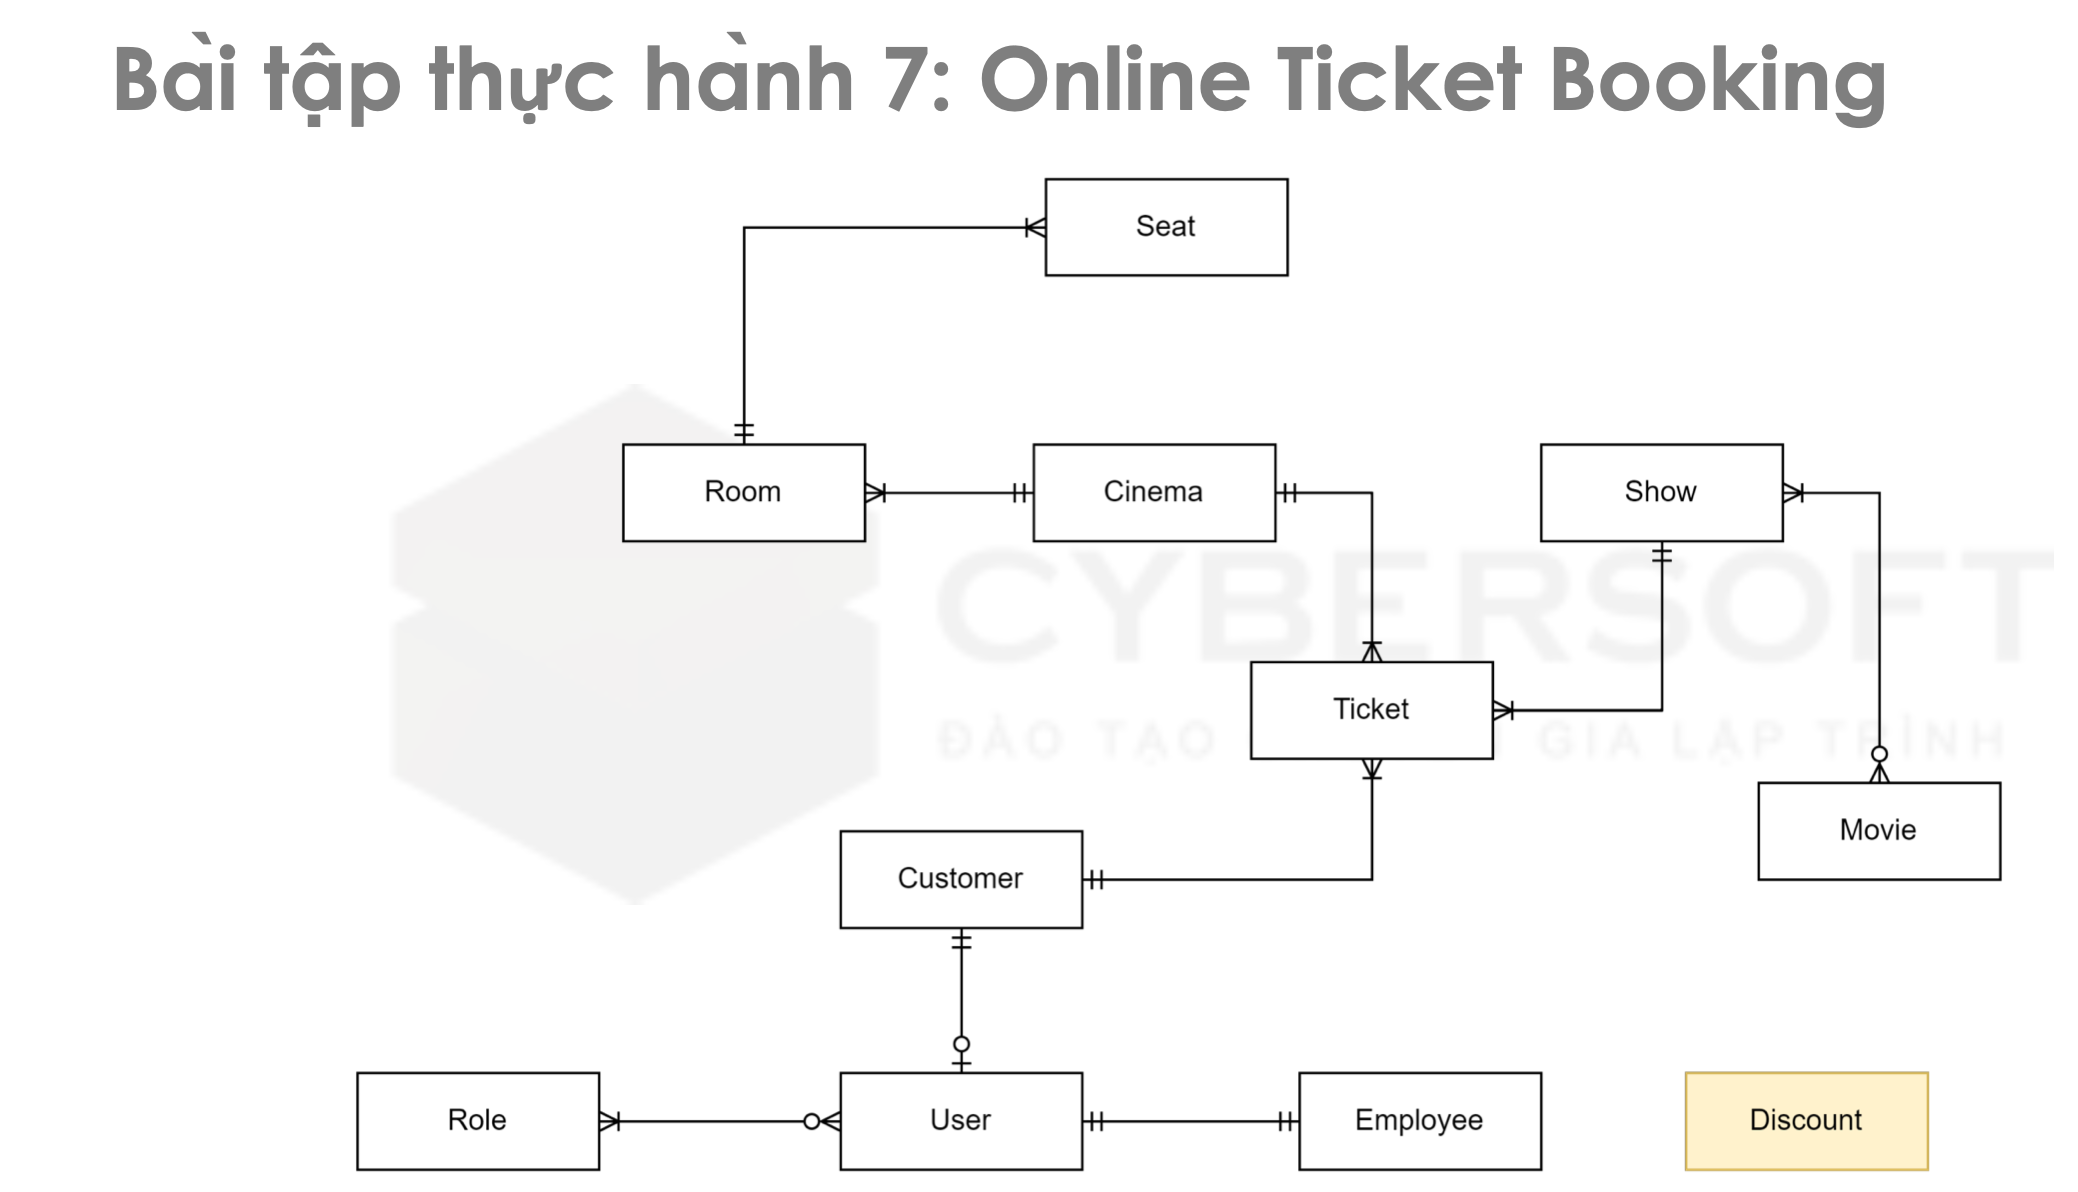 Bài tập thực hành 7: Online Ticket Booking
Seat
Room
Cinema
Show
CYBERSOFT
ĐÀO TẠO GIA LẬP TRÌNH
Ticket
Movie
Customer
Role
User
Employee
Discount